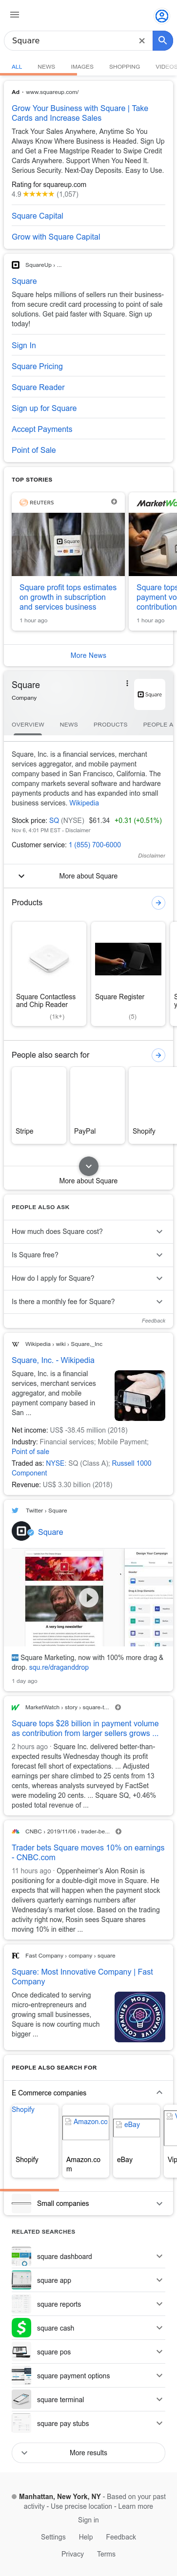 Square
ALL NEWS IMAGES SHOPPING
Ad · www.squareup.com/
Grow Your Business with Square | Take
Cards and Increase Sales
Track Your Sales Anywhere, Anytime So You
Always Know Where Business is Headed. Sign Up
and Get a Free Magstripe Reader to Swipe Credit
Cards Anywhere. Support When You Need It.
Serious Security. Next-Day Deposits. Easy to Use.
Rating for squareup.com
4.9 ★★★★★ (1,057)
Square Capital
Grow with Square Capital
SquareUp › ...
Square
Square helps millions of sellers run their business-
from secure credit card processing to point of sale
solutions. Get paid faster with Square. Sign up
today!
Sign In
Square Pricing
Square Reader
Sign up for Square
Accept Payments
Point of Sale
TOP STORIES
REUTERS
Square profit tops estimates
on growth in subscription
and services business
1 hour ago
Square tops
payment vo
contribution
1 hour ago
More News
Square
Company
Square
OVERVIEW NEWS PRODUCTS PEOPLE A
Square, Inc. is a financial services, merchant
services aggregator, and mobile payment
company based in San Francisco, California. The
company markets software and hardware
payments products and has expanded into small
business services. Wikipedia
Stock price: SQ (NYSE) $61.34 +0.31 (+0.51%)
Nov 6, 4:01 PM EST - Disclaimer
Customer service: 1 (855) 700-6000
Disclaimer
More about Square
Products
Square Contactless
and Chip Reader
(1k+)
Square Register
(5)
People also search for
Stripe
PayPal
Shopify
More about Square
PEOPLE ALSO ASK
How much does Square cost?
Is Square free?
How do I apply for Square?
Is there a monthly fee for Square?
Feedback
W Wikipedia › wiki › Square,_Inc
Square, Inc. - Wikipedia
Square, Inc. is a financial
services, merchant services
aggregator, and mobile
payment company based in
San ...
Net income: US$ -38.45 million (2018)
Industry: Financial services; Mobile Payment;
Point of sale
Traded as: NYSE: SQ (Class A); Russell 1000
Component
Revenue: US$ 3.30 billion (2018)
Twitter › Square
Square
A very long newsletter
Design Your Campaign
Square Marketing, now with 100% more drag &
drop. squ.re/draganddrop
1 day ago
MarketWatch › story › square-t...
Square tops $28 billion in payment volume
as contribution from larger sellers grows ...
2 hours ago · Square Inc. delivered better-than-
expected results Wednesday though its profit
forecast fell short of expectations. ... Adjusted
earnings per share climbed to 25 cents from 13
cents, whereas analysts surveyed by FactSet
were modeling 20 cents. ... Square SQ, +0.46%
posted total net revenue of ...
CNBC › 2019/11/06 › trader-be...
Trader bets Square moves 10% on earnings
- CNBC.com
11 hours ago · Oppenheimer's Alon Rosin is
positioning for a double-digit move in Square. He
expects that will happen when the payment stock
delivers quarterly earnings numbers after
Wednesday's market close. Based on the trading
activity right now, Rosin sees Square shares
moving 10% in either ...
FC Fast Company › company › square
Square: Most Innovative Company | Fast
Company
Once dedicated to serving
micro-entrepreneurs and
growing small businesses,
Square is now courting much
bigger ...
MOST INNOVATIVE COMPANIES
PEOPLE ALSO SEARCH FOR
E Commerce companies
Shopify
Amazon.co
eBay
Shopify
Amazon.co
m
eBay
Vip
Small companies
RELATED SEARCHES
square dashboard
square app
square reports
square cash
square pos
square payment options
square terminal
square pay stubs
More results
Manhattan, New York, NY - Based on your past
activity - Use precise location - Learn more
Sign in
Settings Help Feedback
Privacy Terms